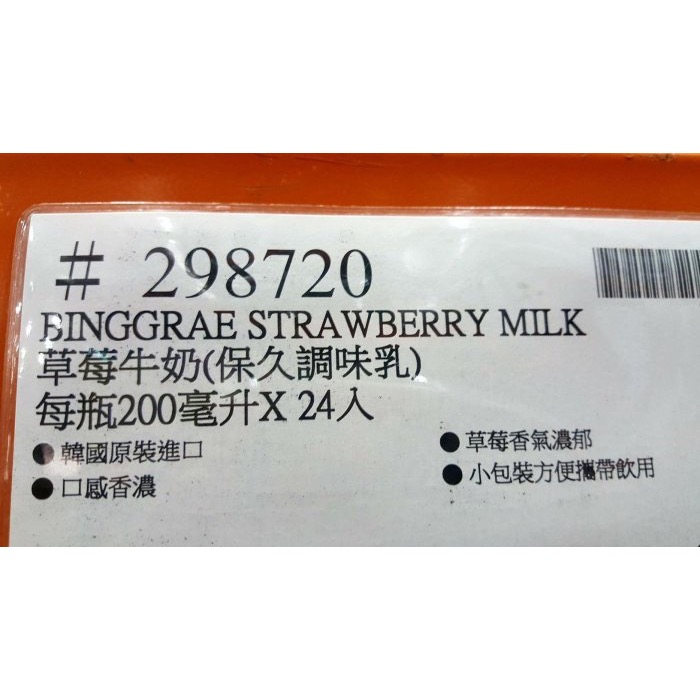 # 298720
BINGGRAE STRAWBERRY MILK
草莓牛奶(保久調味乳)
每瓶200毫升X 24入
● 韓國原裝進口
● 草莓香氣濃郁
● 口感香濃
● 小包裝方便攜帶飲用